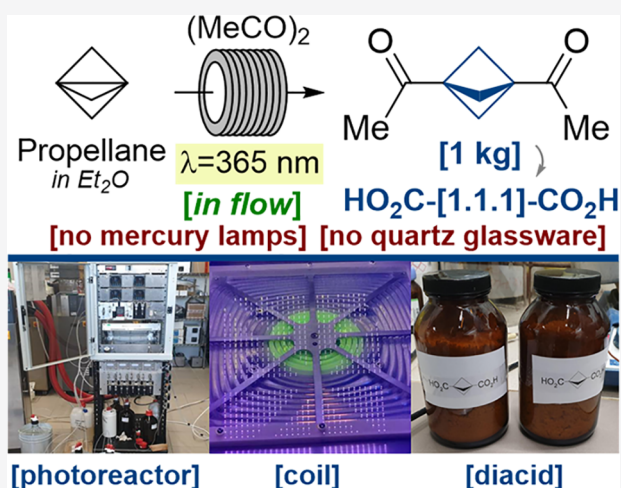 (MeCO)2
O
O
Me
Me
Propellane
in Et2O
λ=365 nm
[in flow]
[1 kg]
HO2C-[1.1.1]-CO2H
[no mercury lamps] [no quartz glassware]
HO2C
CO2H
HO2C
[photoreactor]
[coil]
[diacid]